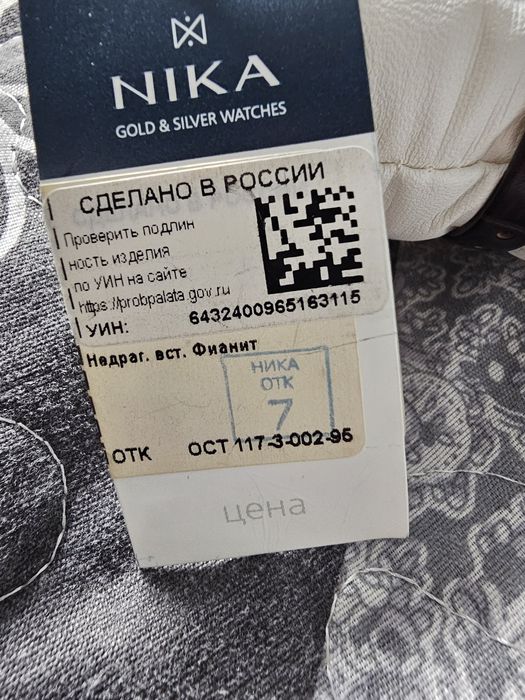 NIKA
GOLD & SILVER WATCHES
СДЕЛАНО В РОССИИ
Проверить подлин
ность изделия
по УИН на сайте
https://probpalata.gov.ru
УИН: 6432400965163115
Недраг. вст. Фианит
НИКА
ОТК
7
ОТК ОСТ 117-3-002-95
цена